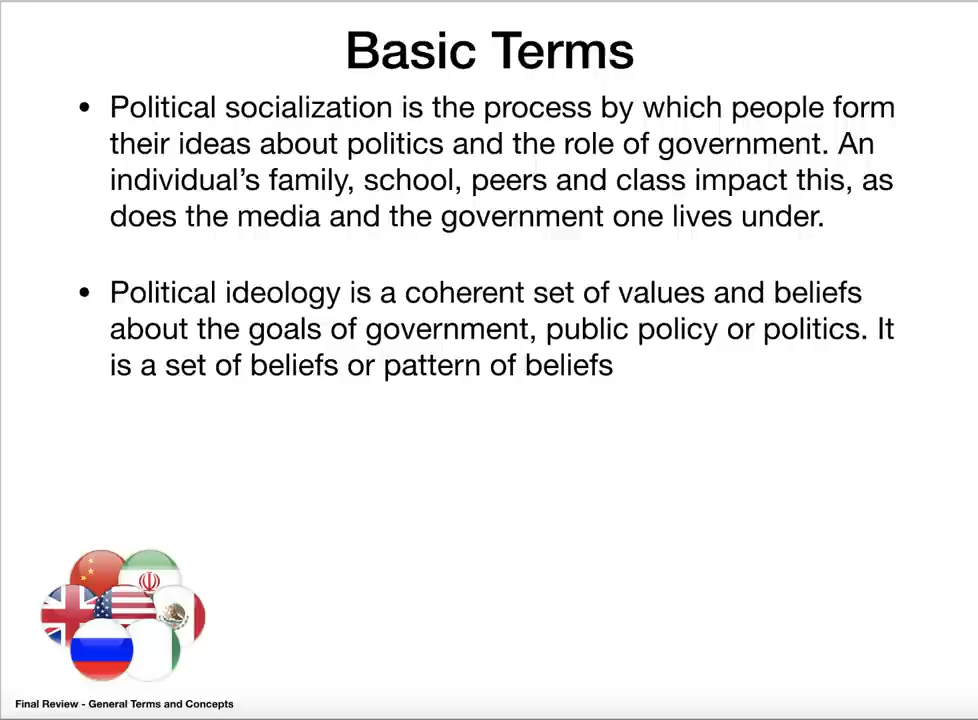 Basic Terms
• Political socialization is the process by which people form
their ideas about politics and the role of government. An
individual’s family, school, peers and class impact this, as
does the media and the government one lives under.
• Political ideology is a coherent set of values and beliefs
about the goals of government, public policy or politics. It
is a set of beliefs or pattern of beliefs
Final Review - General Terms and Concepts